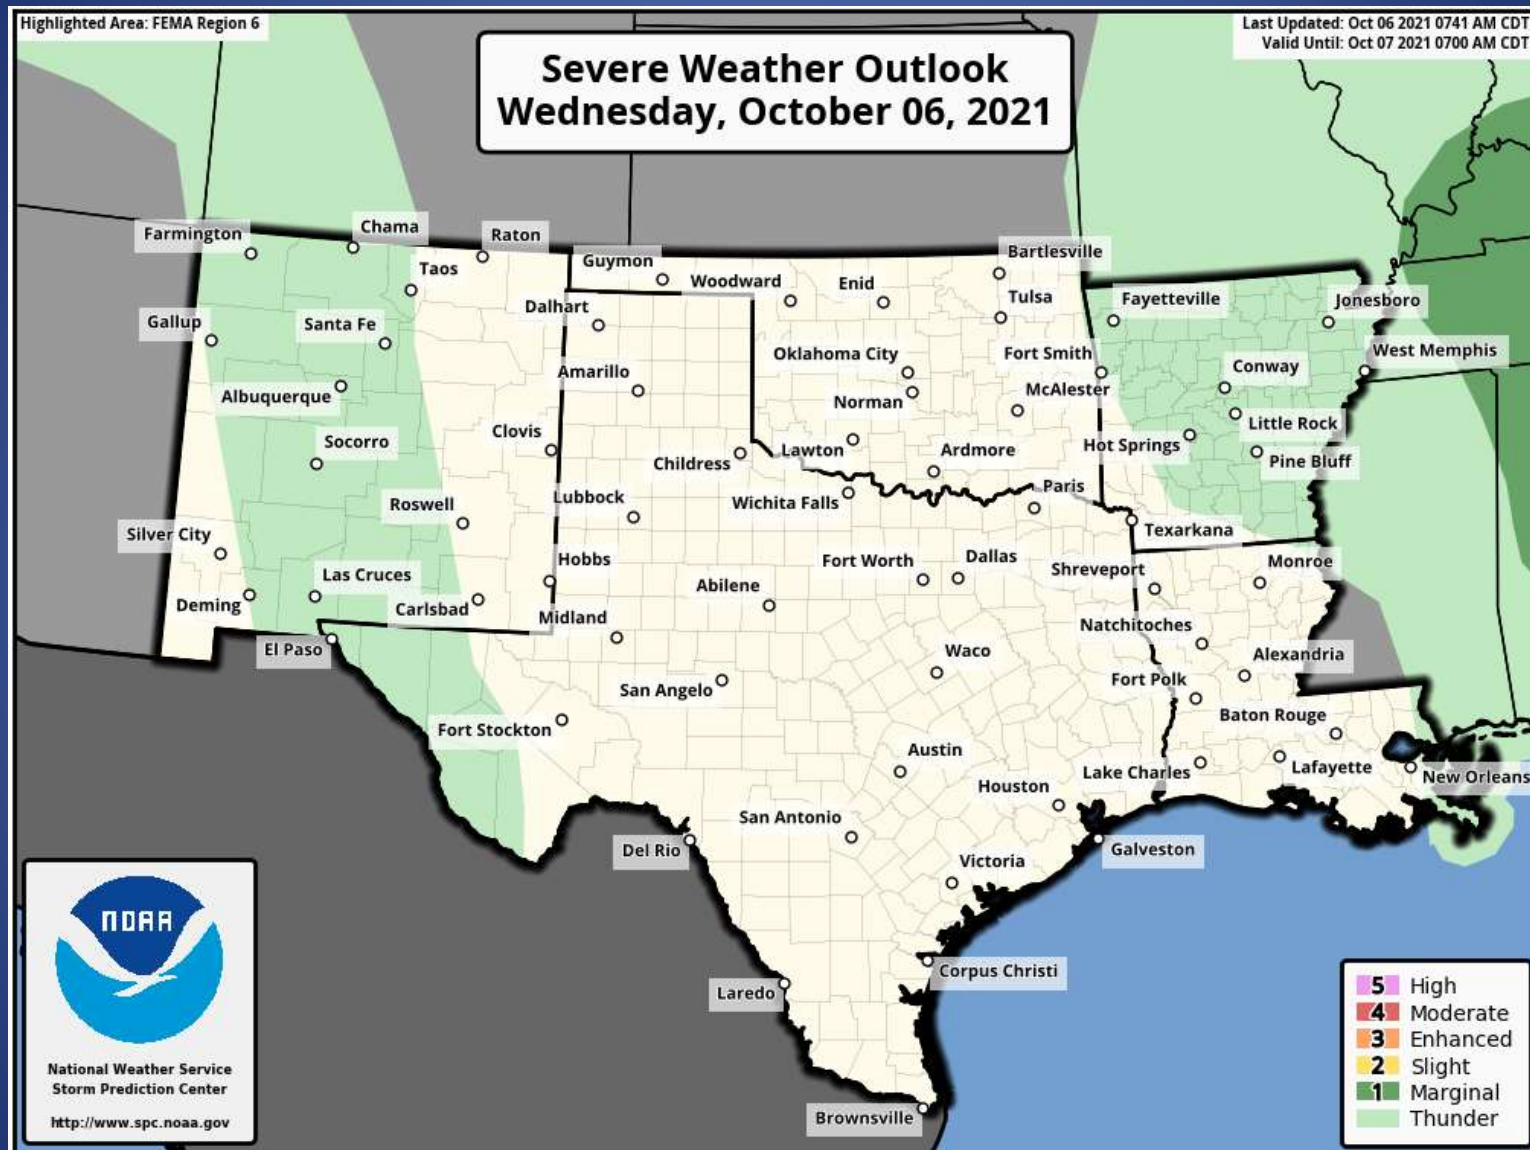 Highlighted Area: FEMA Region 6
Last Updated: Oct 06 2021 0741 AM CDT
Valid Until: Oct 07 2021 0700 AM CDT
Severe Weather Outlook
Wednesday, October 06, 2021
Farmington
Chama
Raton
Taos
Guymon
Woodward
Enid
Bartlesville
Tulsa
Fayetteville
Jonesboro
Gallup
Santa Fe
Dalhart
Oklahoma City
Fort Smith
West Memphis
Amarillo
Conway
Albuquerque
Norman
McAlester
Socorro
Clovis
Childress
Lawton
Ardmore
Hot Springs
Little Rock
Pine Bluff
Roswell
Lubbock
Wichita Falls
Paris
Texarkana
Silver City
Las Cruces
Hobbs
Abilene
Fort Worth
Dallas
Shreveport
Monroe
Deming
Carlsbad
Midland
Natchitoches
El Paso
Waco
Alexandria
San Angelo
Fort Polk
Fort Stockton
Baton Rouge
Austin
Houston
Lake Charles
Lafayette
New Orleans
San Antonio
Del Rio
Galveston
Victoria
Corpus Christi
Laredo
Brownsville
NOAA
National Weather Service
Storm Prediction Center
http://www.spc.noaa.gov
5 High
4 Moderate
3 Enhanced
2 Slight
1 Marginal
Thunder